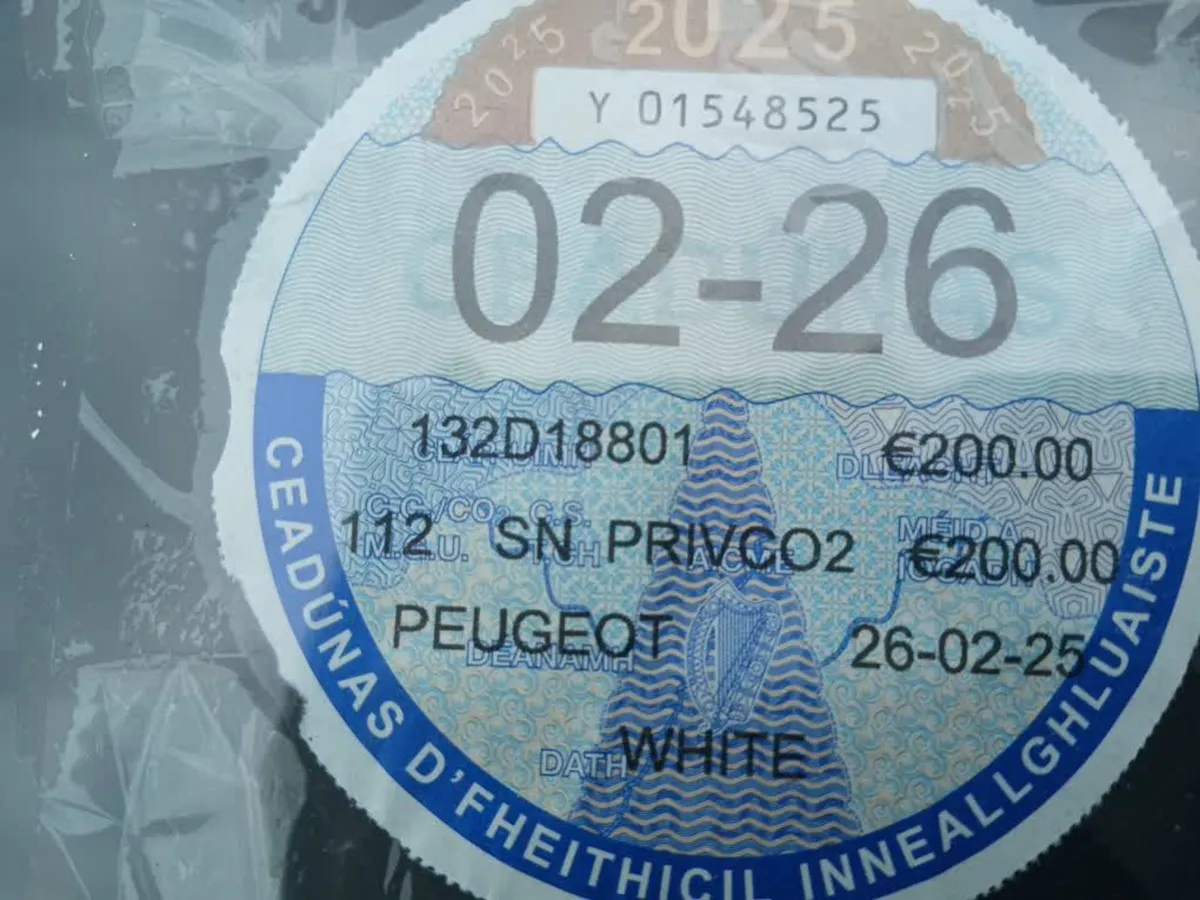 2025 2025 2025
Y 01548525
02-26
132D18801 €200.00
112 SN PRIVCO2 €200.00
PEUGEOT 26-02-25
DÉANAMH
DATH WHITE
CEADÚNAS D'FHEITHICIL INNEALLGHLUAISTE